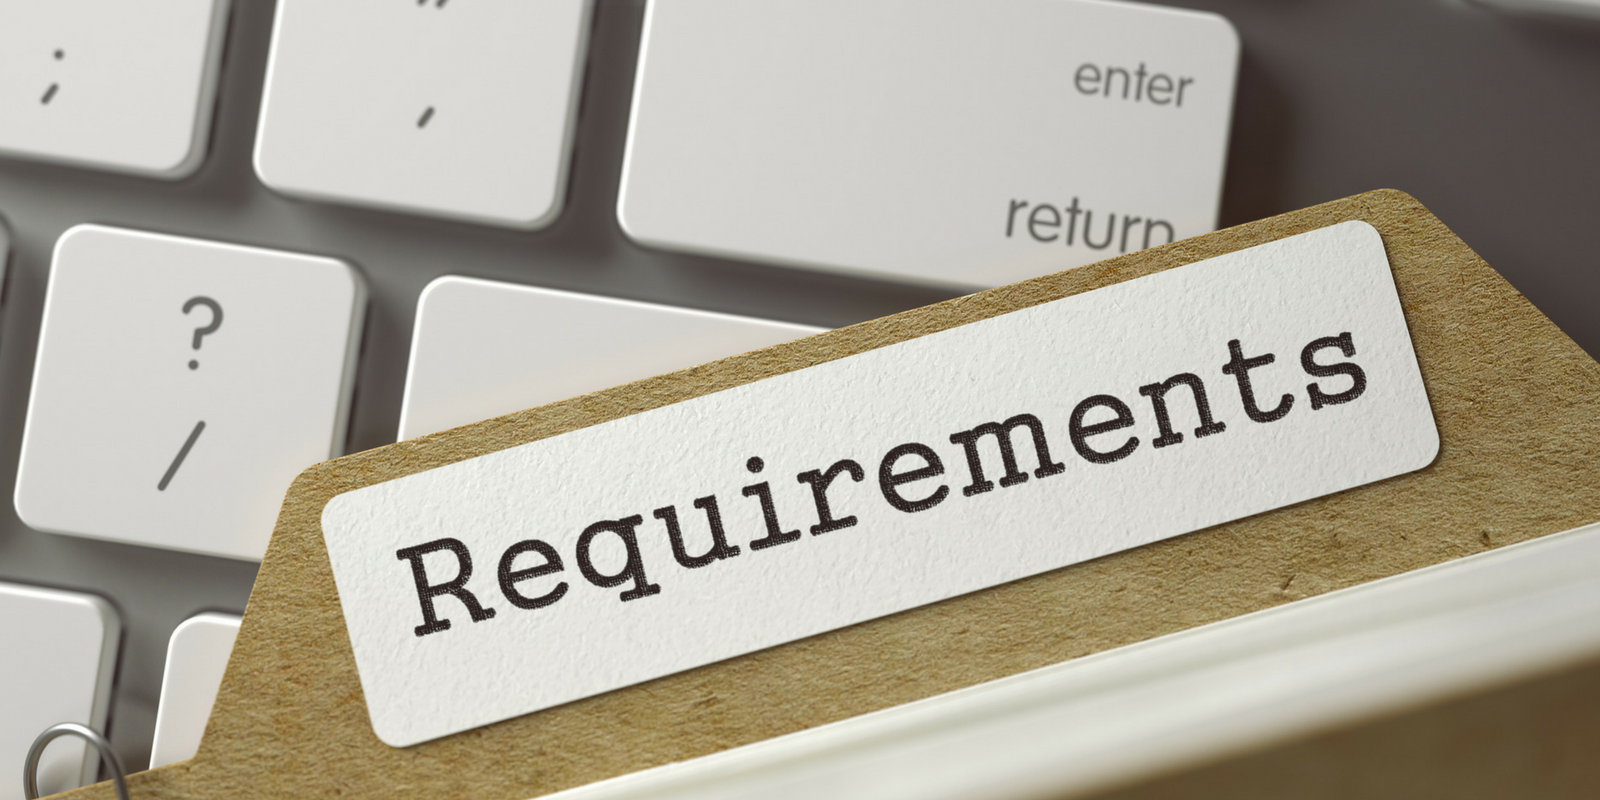 ;
"
,
enter
return
?
/
Requirements